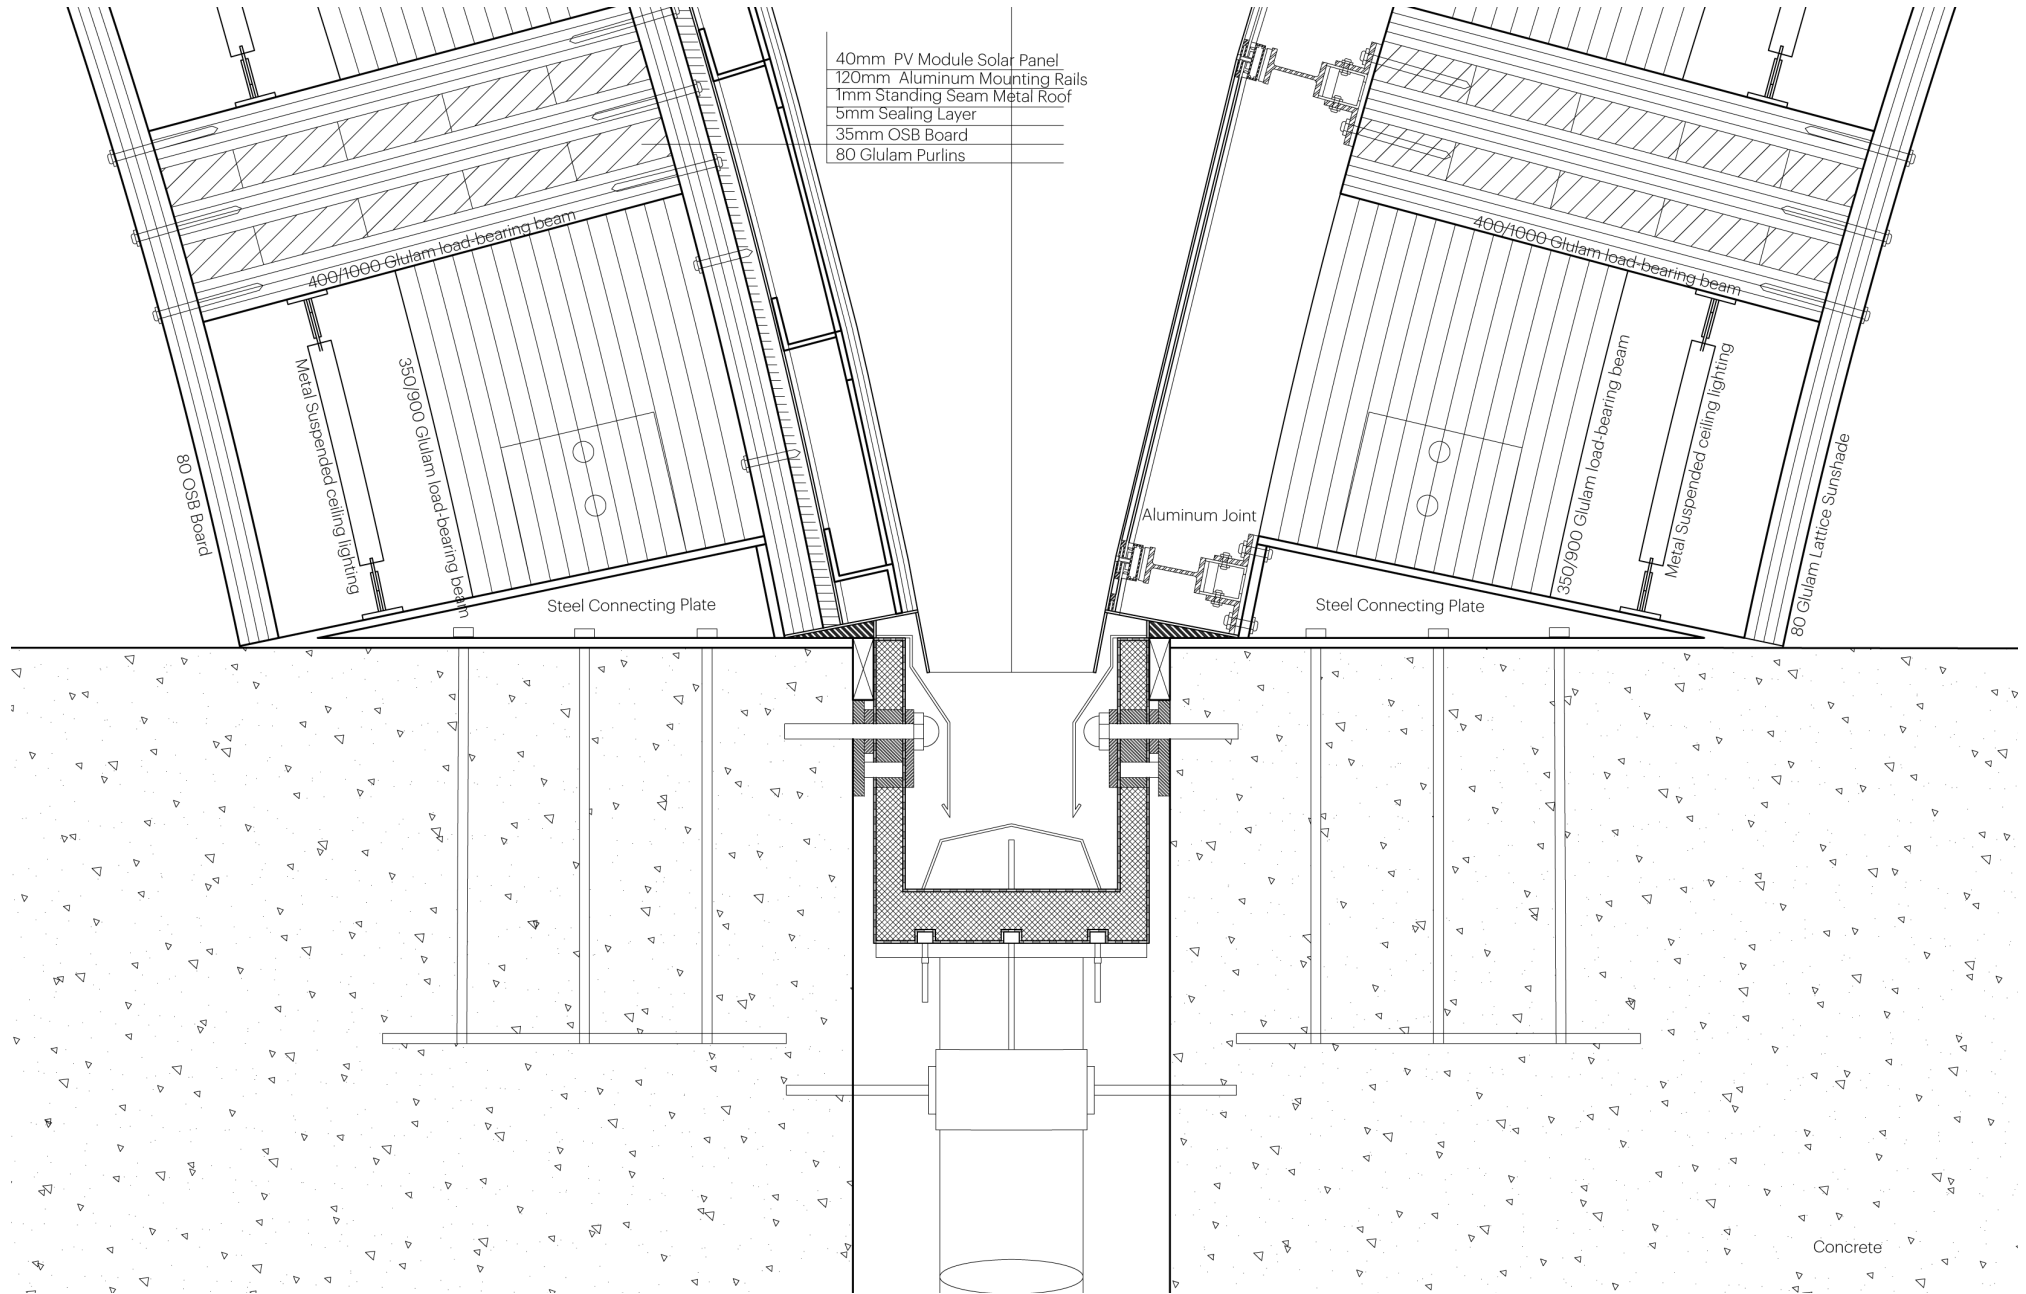 40mm PV Module Solar Panel
120mm Aluminum Mounting Rails
1mm Standing Seam Metal Roof
5mm Sealing Layer
35mm OSB Board
80 Glulam Purlins
400/1000 Glulam load-bearing beam
400/1000 Glulam load-bearing beam
80 OSB Board
Metal Suspended ceiling lighting
350/900 Glulam load-bearing beam
Aluminum Joint
350/900 Glulam load-bearing beam
Metal Suspended ceiling lighting
80 Glulam Lattice Sunshade
Steel Connecting Plate
Steel Connecting Plate
Concrete